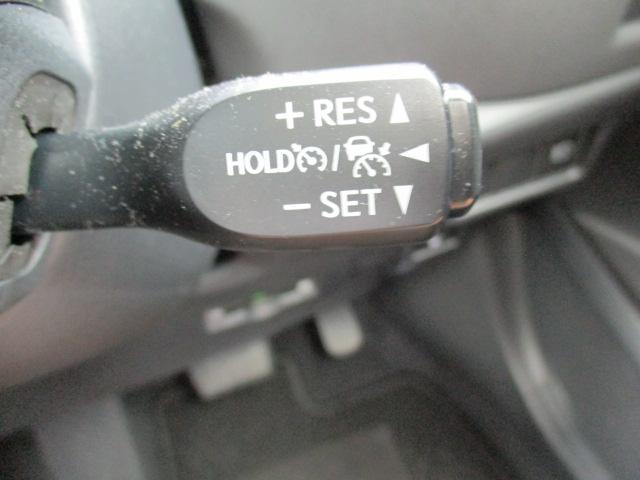 + RES ▲
HOLD / ◀
− SET ▼